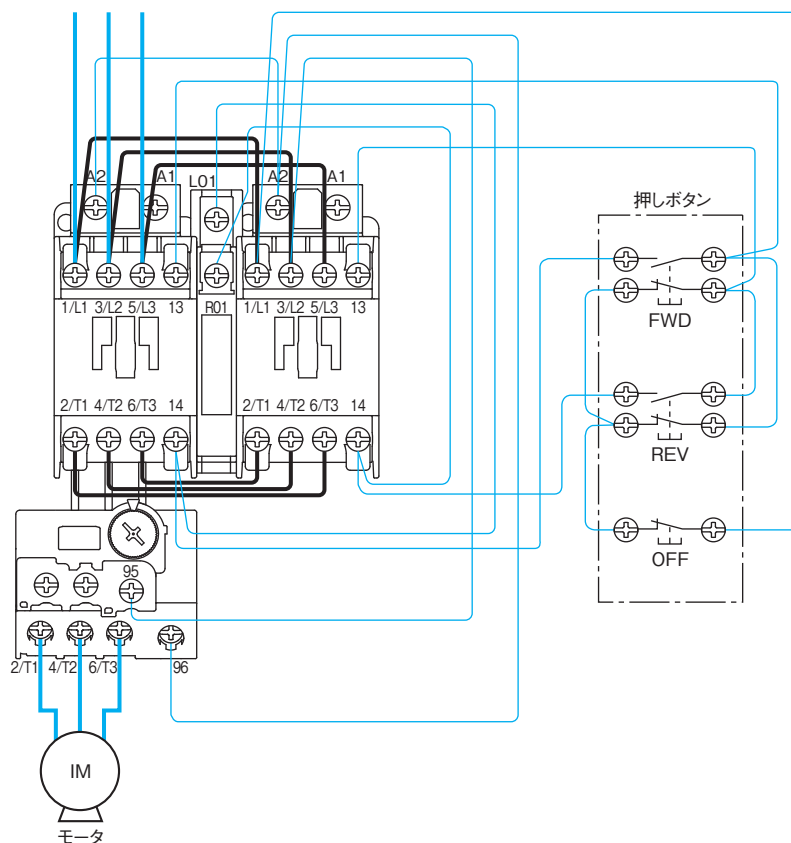 A2 A1 L01 A2 A1
押しボタン
1/L1 3/L2 5/L3 13 R01 1/L1 3/L2 5/L3 13
FWD
2/T1 4/T2 6/T3 14 2/T1 4/T2 6/T3 14
REV
OFF
95
2/T1 4/T2 6/T3 96
IM
モータ